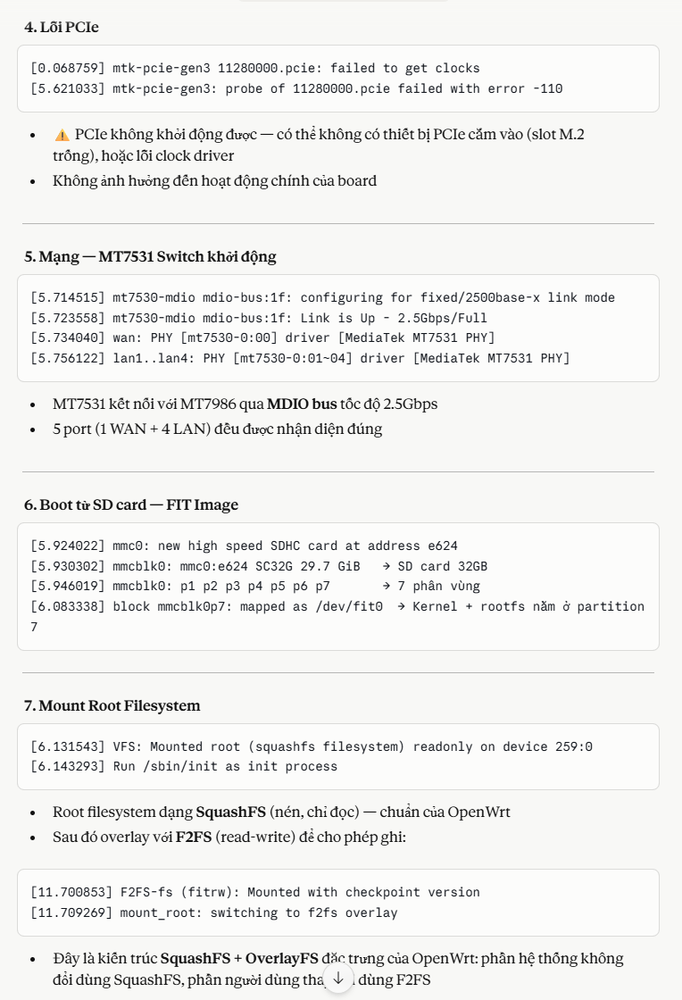 4. Lỗi PCIe
[0.068759] mtk-pcie-gen3 11280000.pcie: failed to get clocks
[5.621033] mtk-pcie-gen3: probe of 11280000.pcie failed with error -110
• ⚠️ PCIe không khởi động được — có thể không có thiết bị PCIe cắm vào (slot M.2
trống), hoặc lỗi clock driver
• Không ảnh hưởng đến hoạt động chính của board
5. Mạng — MT7531 Switch khởi động
[5.714515] mt7530-mdio mdio-bus:1f: configuring for fixed/2500base-x link mode
[5.723558] mt7530-mdio mdio-bus:1f: Link is Up - 2.5Gbps/Full
[5.734040] wan: PHY [mt7530-0:00] driver [MediaTek MT7531 PHY]
[5.756122] lan1..lan4: PHY [mt7530-0:01~04] driver [MediaTek MT7531 PHY]
• MT7531 kết nối với MT7986 qua MDIO bus tốc độ 2.5Gbps
• 5 port (1 WAN + 4 LAN) đều được nhận diện đúng
6. Boot từ SD card — FIT Image
[5.924022] mmc0: new high speed SDHC card at address e624
[5.930302] mmcblk0: mmc0:e624 SC32G 29.7 GiB → SD card 32GB
[5.946019] mmcblk0: p1 p2 p3 p4 p5 p6 p7 → 7 phân vùng
[6.083338] block mmcblk0p7: mapped as /dev/fit0 → Kernel + rootfs nằm ở partition
7
7. Mount Root Filesystem
[6.131543] VFS: Mounted root (squashfs filesystem) readonly on device 259:0
[6.143293] Run /sbin/init as init process
• Root filesystem dạng SquashFS (nén, chỉ đọc) — chuẩn của OpenWrt
• Sau đó overlay với F2FS (read-write) để cho phép ghi:
[11.700853] F2FS-fs (fitrw): Mounted with checkpoint version
[11.709269] mount_root: switching to f2fs overlay
• Đây là kiến trúc SquashFS + OverlayFS đặc trưng của OpenWrt: phần hệ thống không
đổi dùng SquashFS, phần người dùng dùng F2FS